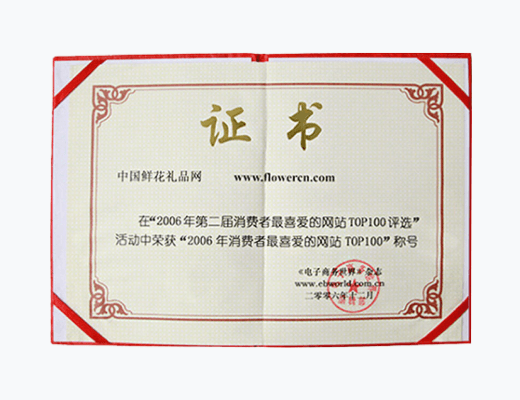 证书
中国鲜花礼品网 www.flowercn.com
在“2006年第二届消费者最喜爱的网站TOP100评选”
活动中荣获“2006年消费者最喜爱的网站TOP100”称号
《电子商务世界》杂志
www.ebworld.com.cn
二零零六年十二月